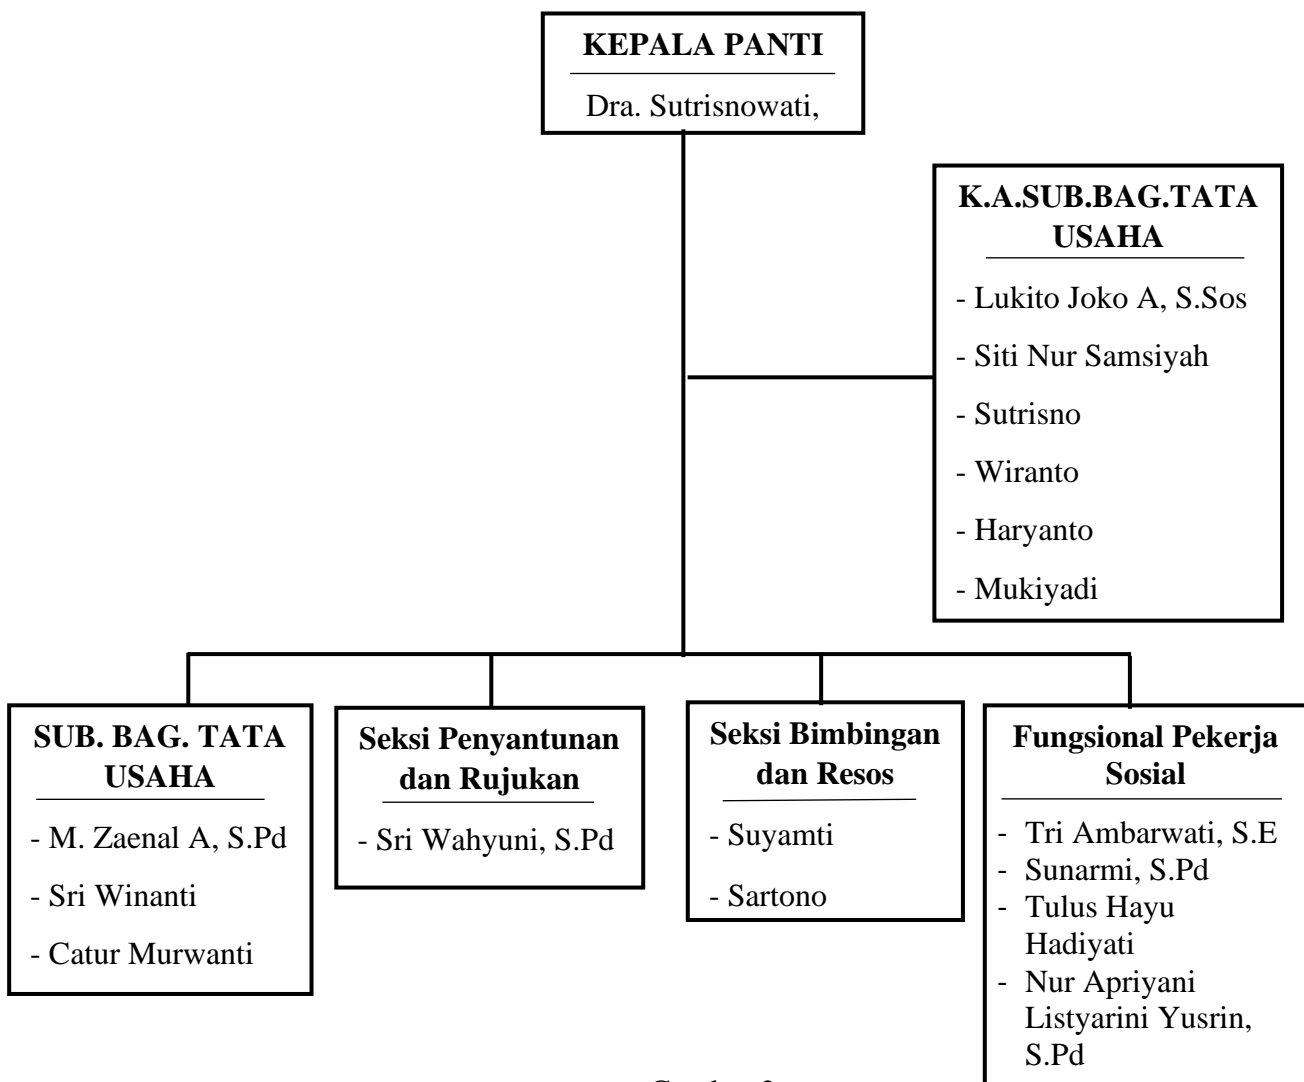 KEPALA PANTI
Dra. Sutrisnowati,
K.A.SUB.BAG.TATA
USAHA
- Lukito Joko A, S.Sos
- Siti Nur Samsiyah
- Sutrisno
- Wiranto
- Haryanto
- Mukiyadi
SUB. BAG. TATA
USAHA
- M. Zaenal A, S.Pd
- Sri Winanti
- Catur Murwanti
Seksi Penyantunan
dan Rujukan
- Sri Wahyuni, S.Pd
Seksi Bimbingan
dan Resos
- Suyamti
- Sartono
Fungsional Pekerja
Sosial
- Tri Ambarwati, S.E
- Sunarmi, S.Pd
- Tulus Hayu
Hadiyati
- Nur Apriyani
Listyarini Yusrin,
S.Pd